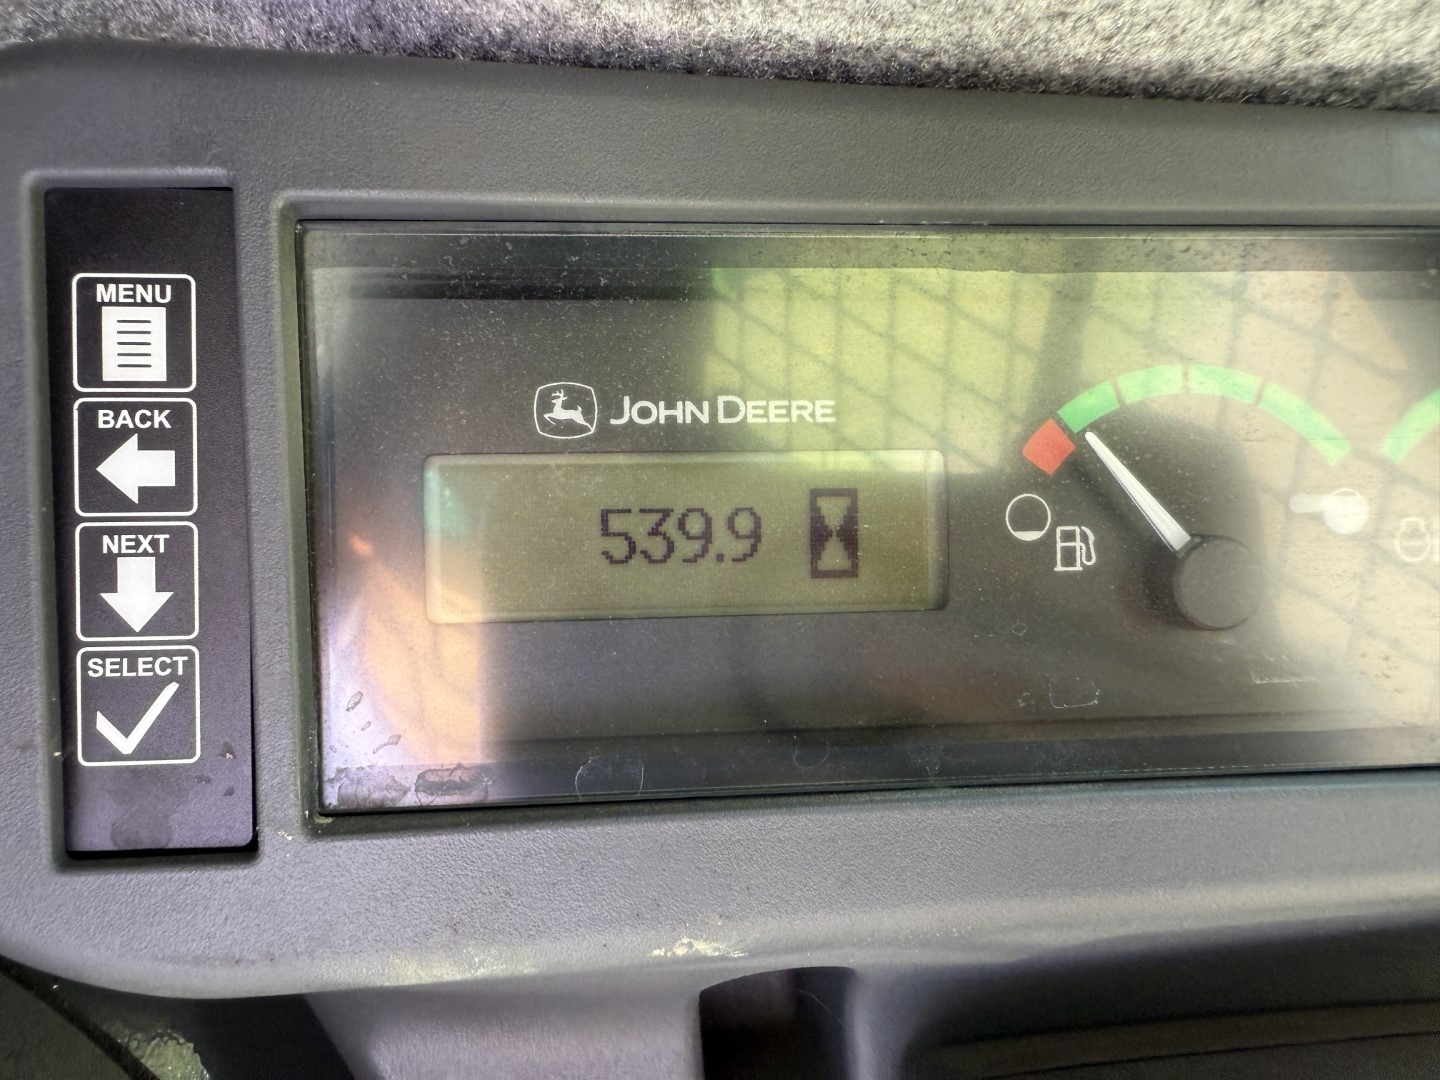 MENU
BACK
NEXT
SELECT
JOHN DEERE
539.9